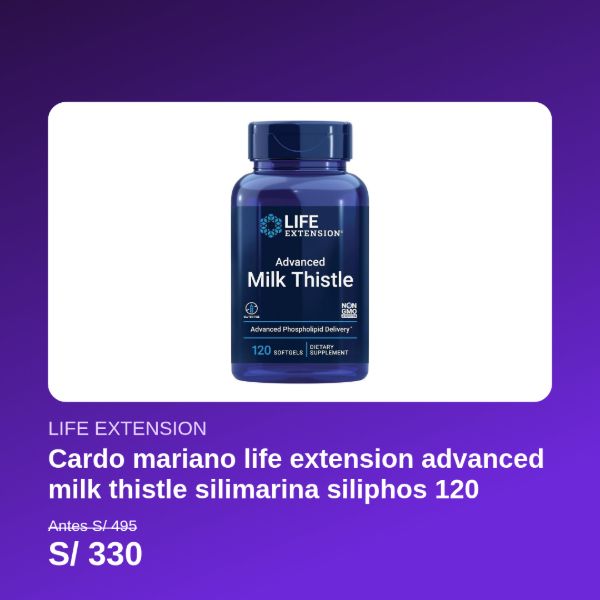 LIFE
EXTENSION
Advanced
Milk Thistle
NON
GMO
Advanced Phospholipid Delivery
120 SOFTGELS
DIETARY
SUPPLEMENT
LIFE EXTENSION
Cardo mariano life extension advanced
milk thistle silimarina siliphos 120
Antes S/ 495
S/ 330